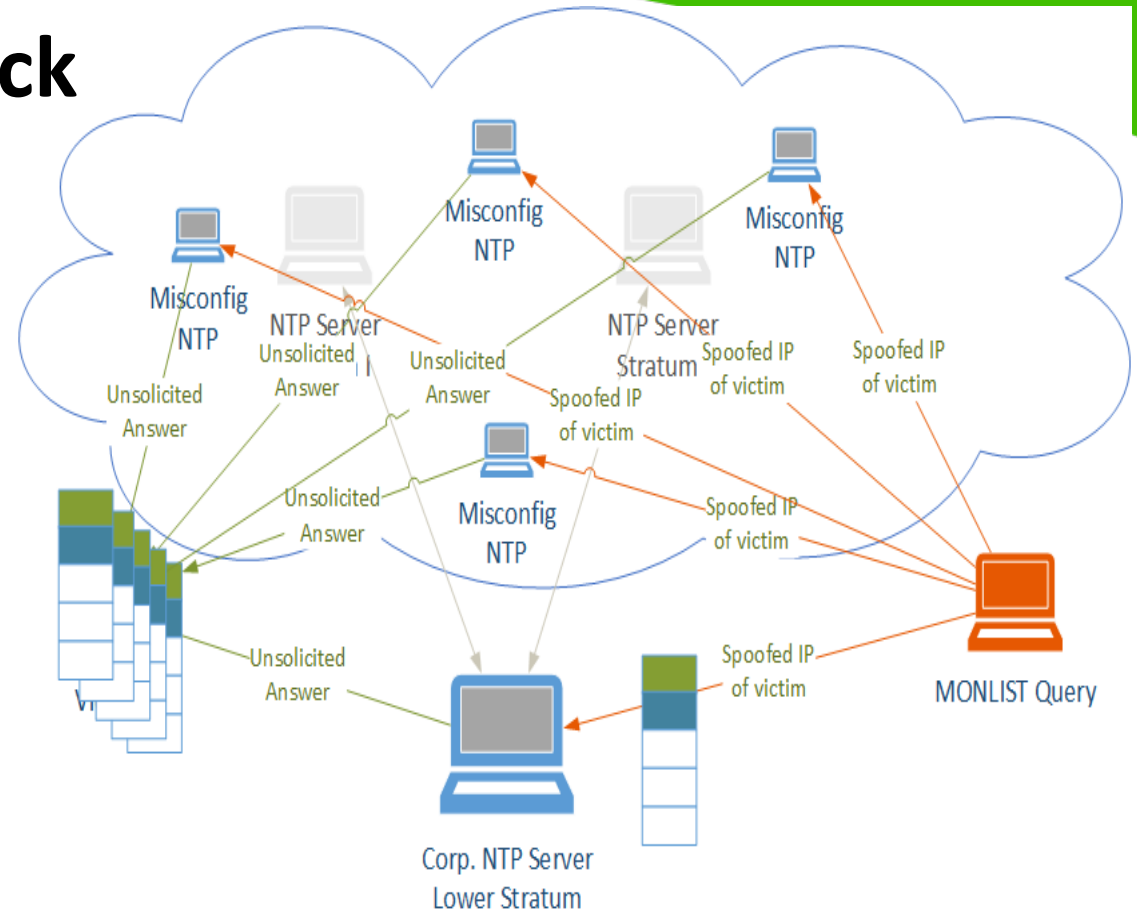 ck
Misconfig
NTP
Misconfig
NTP
Misconfig
NTP
NTP Server
NTP Server
Stratum
Unsolicited
Answer
Unsolicited
Answer
Unsolicited
Answer
Spoofed IP
of victim
Spoofed IP
of victim
Spoofed IP
of victim
Unsolicited
Answer
Misconfig
NTP
Spoofed IP
of victim
Unsolicited
Answer
Spoofed IP
of victim
MONLIST Query
Corp. NTP Server
Lower Stratum